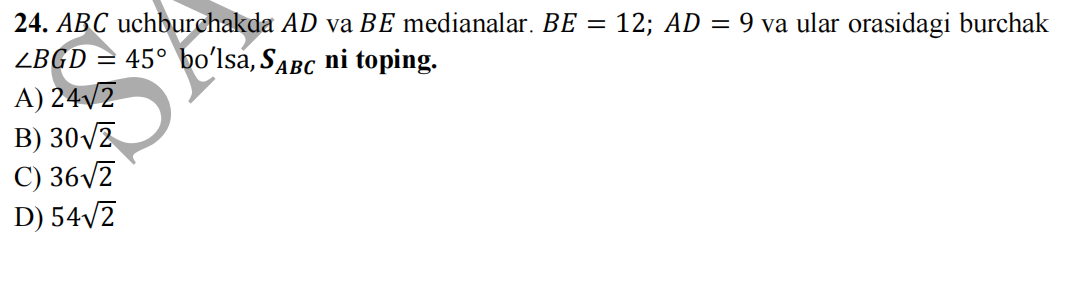 24. ABC uchburchakda AD va BE medianalar. BE = 12; AD = 9 va ular orasidagi burchak
∠BGD = 45° bo'lsa, S_ABC ni toping.
A) 24√2
B) 30√2
C) 36√2
D) 54√2
SA